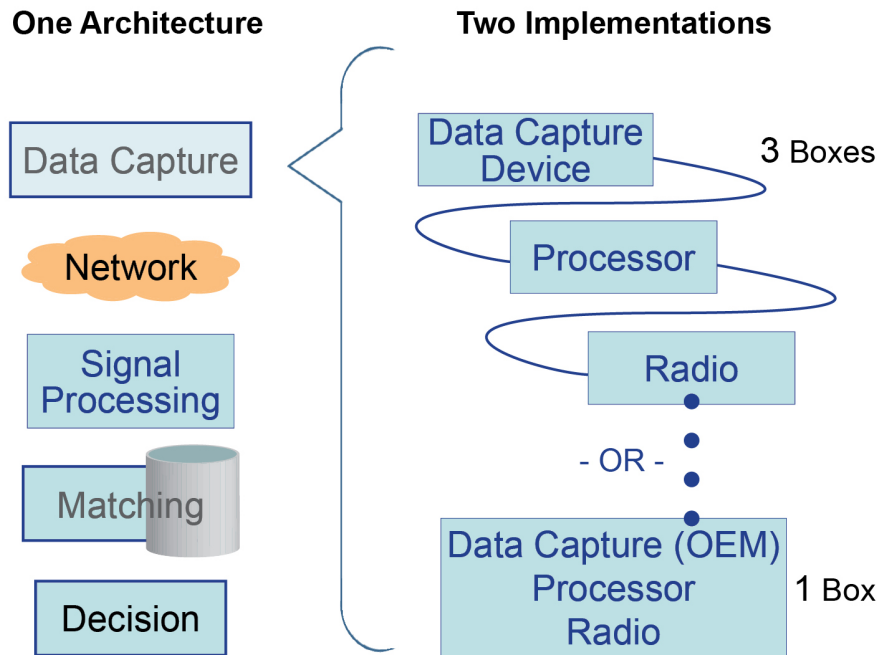 One Architecture
Data Capture
Network
Signal
Processing
Matching
Decision
Two Implementations
Data Capture
Device
3 Boxes
Processor
Radio
- OR -
Data Capture (OEM)
Processor
Radio
1 Box